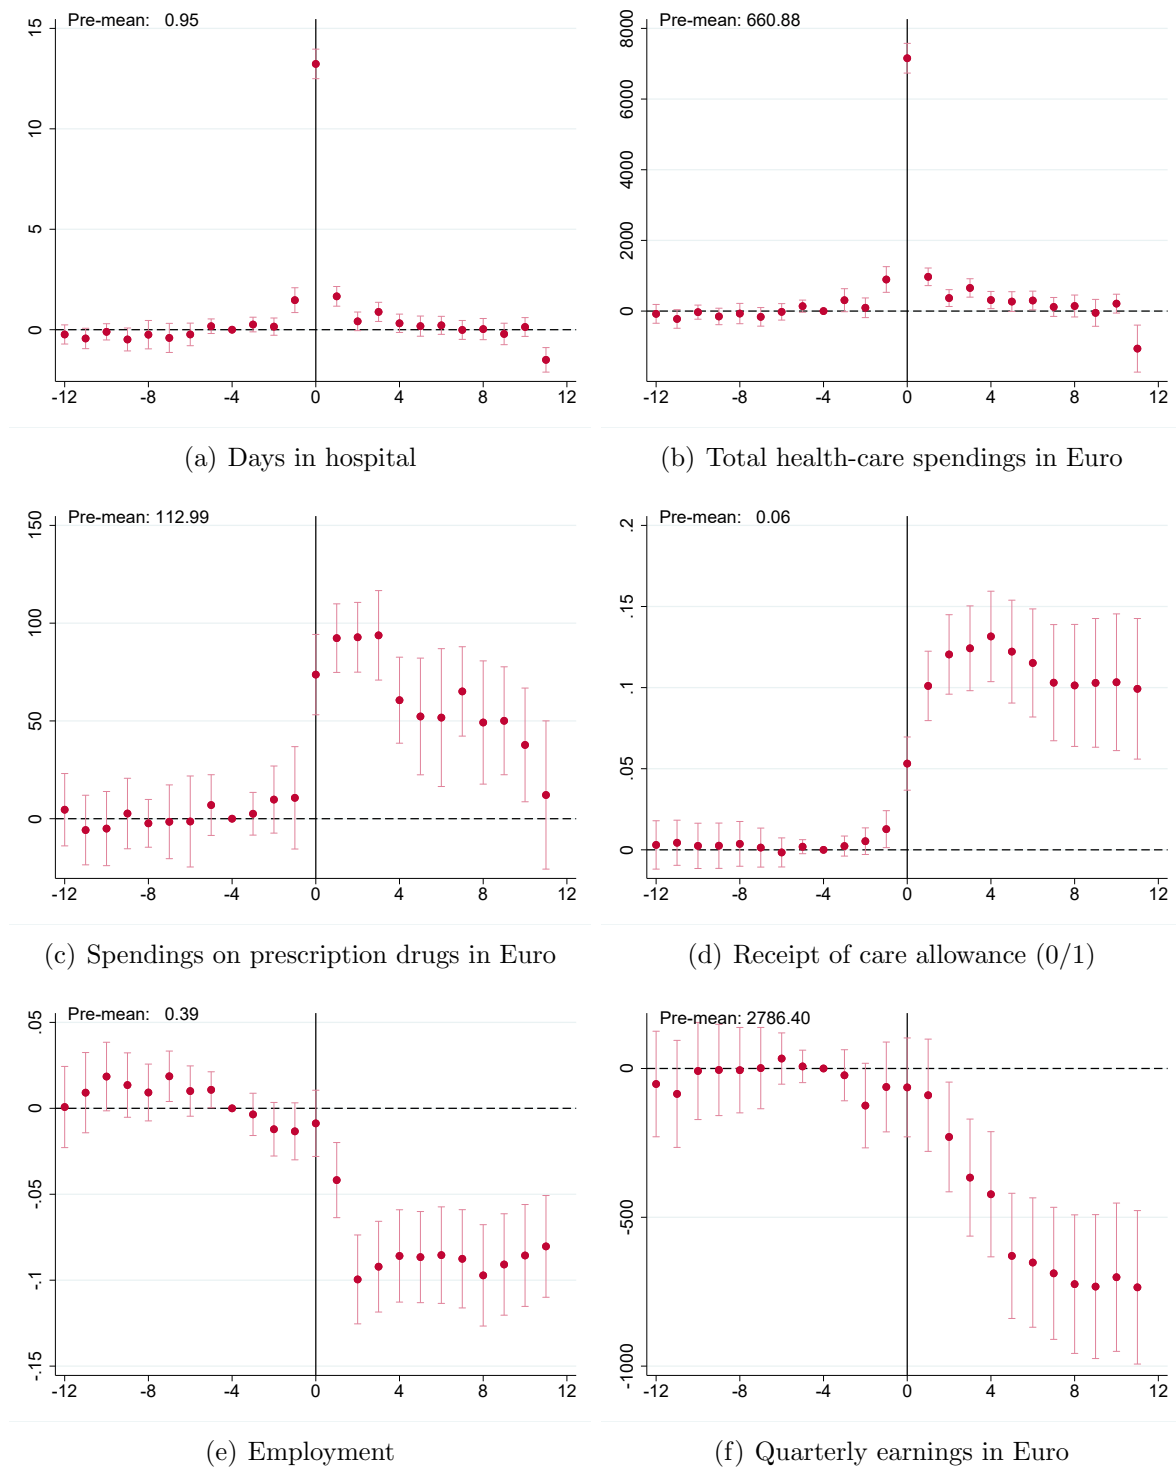 Pre-mean: 0.95
15
10
5
0
-12 -8 -4 0 4 8 12
(a) Days in hospital
Pre-mean: 660.88
8000
6000
4000
2000
0
-12 -8 -4 0 4 8 12
(b) Total health-care spendings in Euro
Pre-mean: 112.99
150
100
50
0
-12 -8 -4 0 4 8 12
(c) Spendings on prescription drugs in Euro
Pre-mean: 0.06
.2
.15
.1
.05
0
-12 -8 -4 0 4 8 12
(d) Receipt of care allowance (0/1)
Pre-mean: 0.39
.05
0
-.05
-.1
-.15
-12 -8 -4 0 4 8 12
(e) Employment
Pre-mean: 2786.40
0
-500
-1000
-12 -8 -4 0 4 8 12
(f) Quarterly earnings in Euro